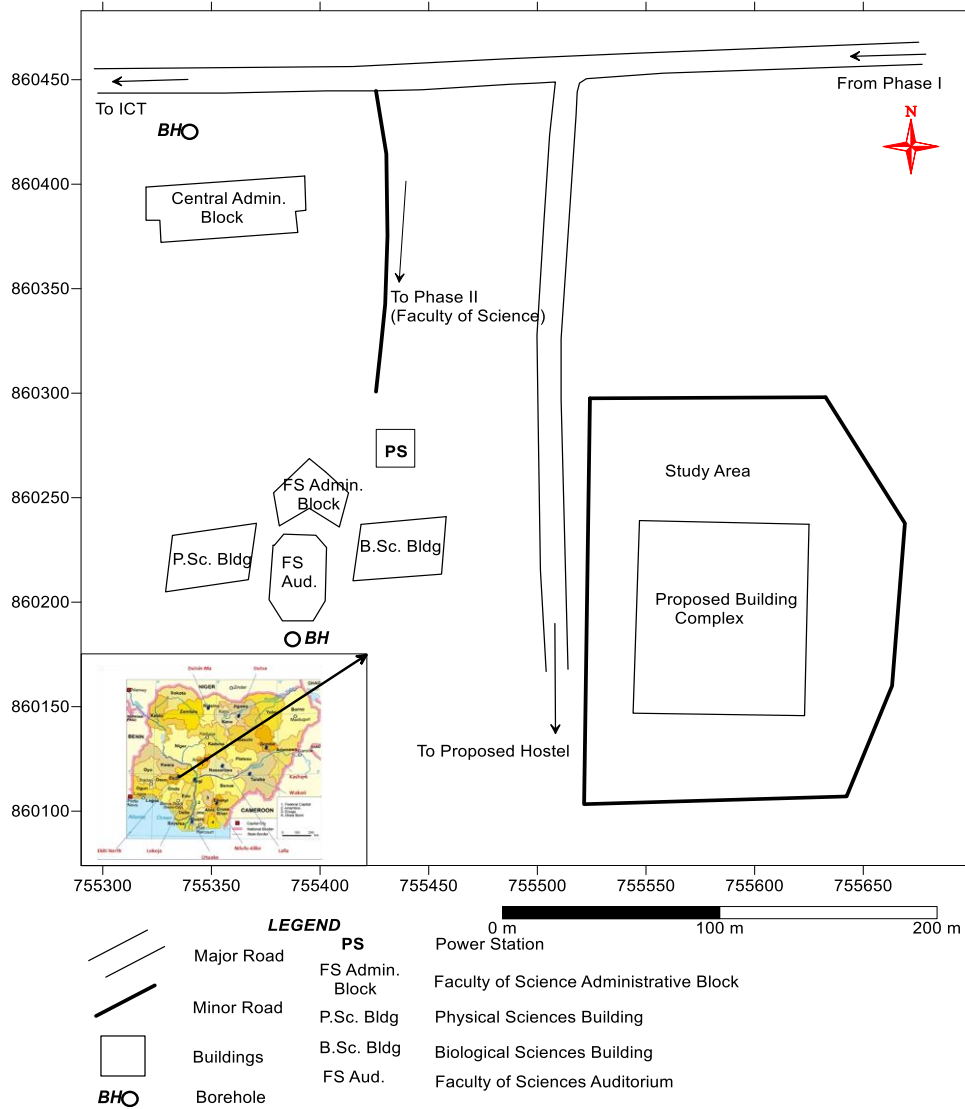 860450
860400
860350
860300
860250
860200
860150
860100
From Phase I
To ICT
BH
N
Central Admin.
Block
To Phase II
(Faculty of Science)
PS
Study Area
FS Admin.
Block
P.Sc. Bldg
FS
Aud.
B.Sc. Bldg
Proposed Building
Complex
BH
To Proposed Hostel
NIGER
BENIN
CAMEROON
755300
755350
755400
755450
755500
755550
755600
755650
0 m
100 m
200 m
LEGEND
Major Road
Minor Road
Buildings
BH
Borehole
PS
Power Station
FS Admin.
Block
Faculty of Science Administrative Block
P.Sc. Bldg
Physical Sciences Building
B.Sc. Bldg
Biological Sciences Building
FS Aud.
Faculty of Sciences Auditorium